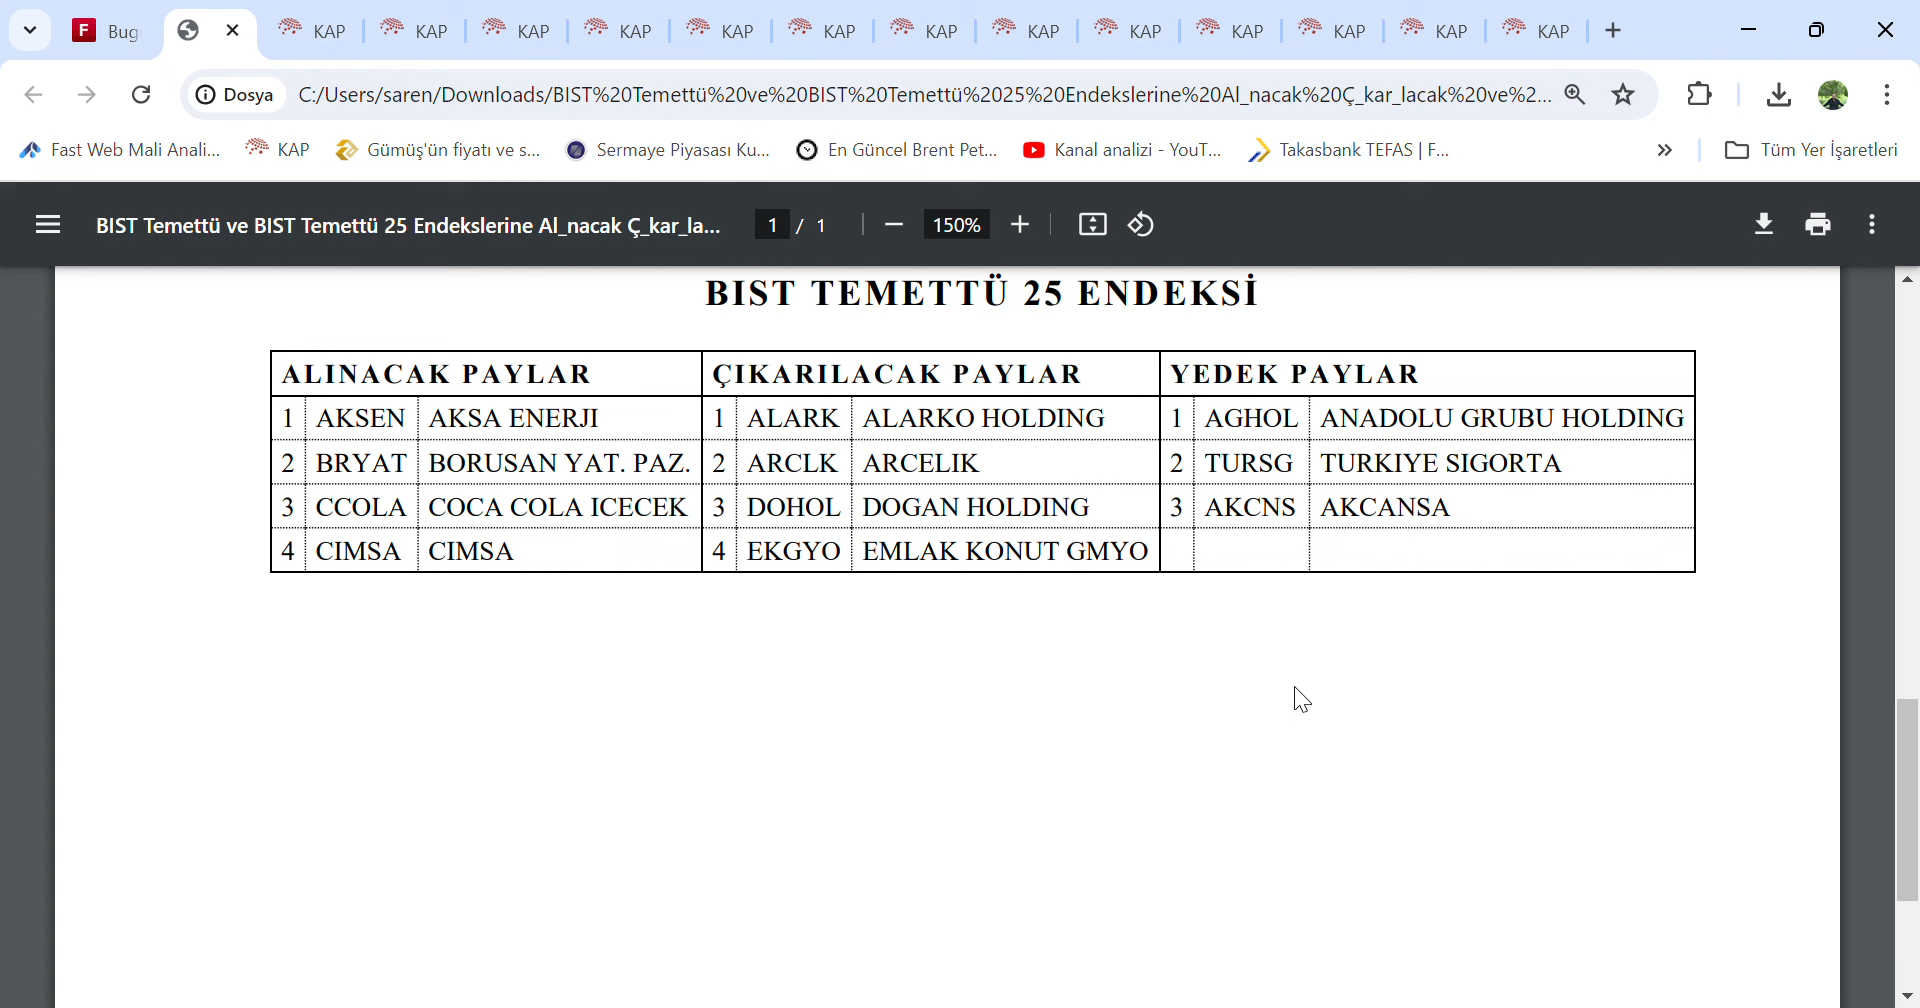 Bug
KAP KAP KAP KAP KAP KAP KAP KAP KAP KAP KAP KAP KAP
Dosya C:/Users/saren/Downloads/BIST%20Temettü%20ve%20BIST%20Temettü%2025%20Endekslerine%20Al_nacak%20Ç_kar_lacak%20ve%2...
Fast Web Mali Anali... KAP Gümüş'ün fiyatı ve s... Sermaye Piyasası Ku... En Güncel Brent Pet... Kanal analizi - YouT... Takasbank TEFAS | F... » Tüm Yer İşaretleri
BIST Temettü ve BIST Temettü 25 Endekslerine Al_nacak Ç_kar_la... 1 / 1 150%
BIST TEMETTÜ 25 ENDEKSİ
ALINACAK PAYLAR ÇIKARILACAK PAYLAR YEDEK PAYLAR
1 AKSEN AKSA ENERJI 1 ALARK ALARKO HOLDING 1 AGHOL ANADOLU GRUBU HOLDING
2 BRYAT BORUSAN YAT. PAZ. 2 ARCLK ARCELIK 2 TURSG TURKIYE SIGORTA
3 CCOLA COCA COLA ICECEK 3 DOHOL DOGAN HOLDING 3 AKCNS AKCANSA
4 CIMSA CIMSA 4 EKGYO EMLAK KONUT GMYO